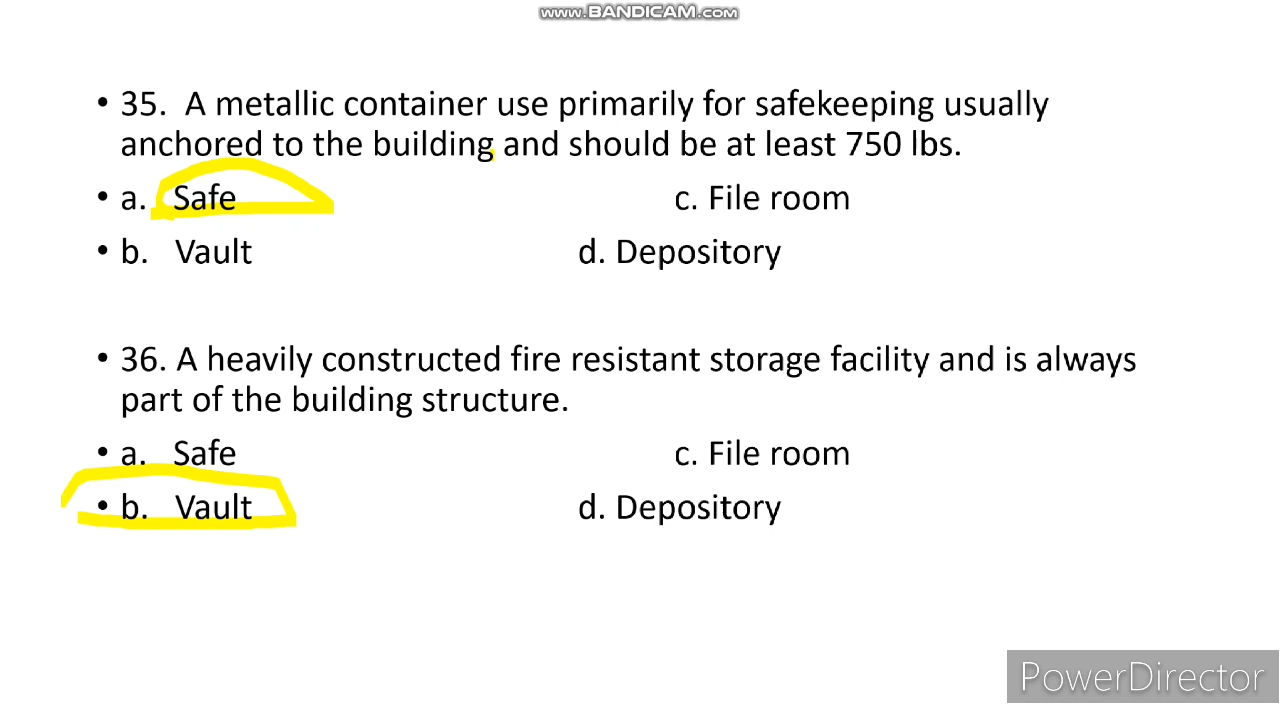 www.BANDICAM.com
• 35.  A metallic container use primarily for safekeeping usually
anchored to the building and should be at least 750 lbs.
• a.   Safe c. File room
• b.   Vault d. Depository
• 36. A heavily constructed fire resistant storage facility and is always
part of the building structure.
• a.   Safe c. File room
• b.   Vault d. Depository
PowerDirector